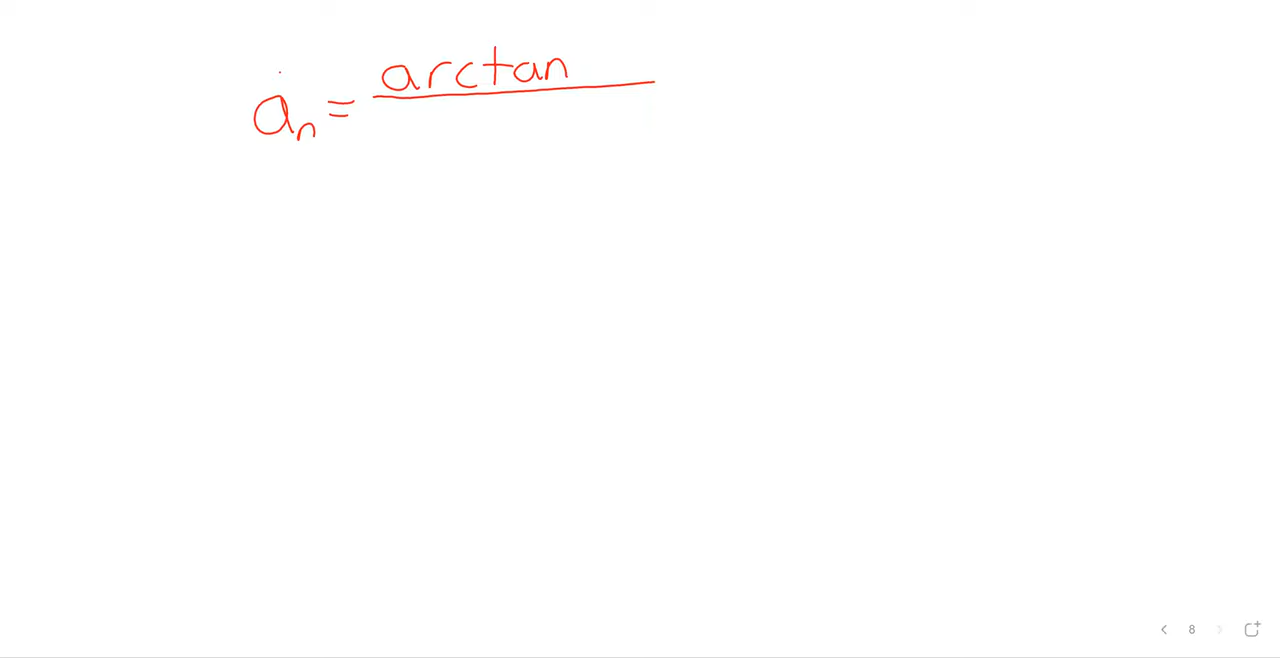 aₙ = arctan
8